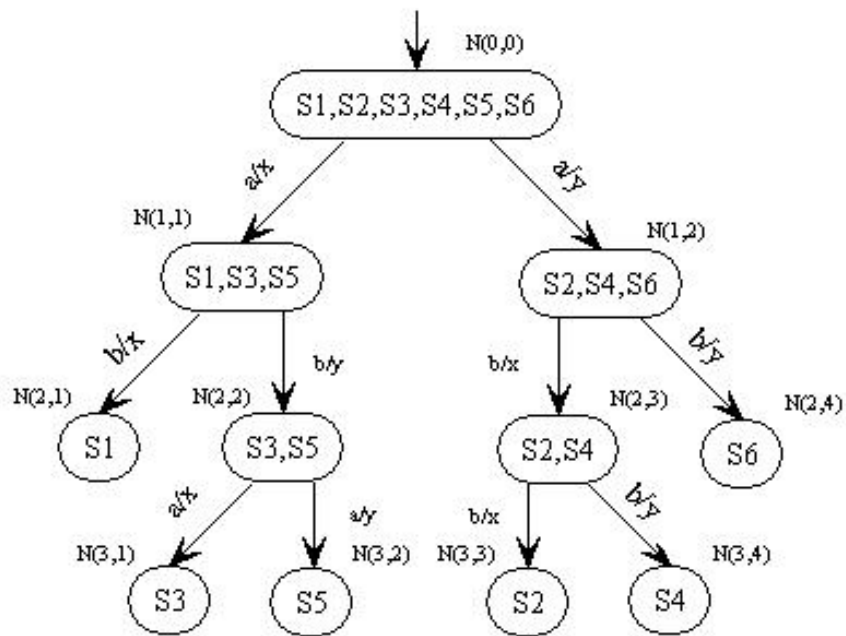 N(0,0)
S1,S2,S3,S4,S5,S6
a/x
a/y
N(1,1)
N(1,2)
S1,S3,S5
S2,S4,S6
b/x
b/y
b/x
b/y
N(2,1)
N(2,2)
N(2,3)
N(2,4)
S1
S3,S5
S2,S4
S6
a/x
a/y
b/x
b/y
N(3,1)
N(3,2)
N(3,3)
N(3,4)
S3
S5
S2
S4